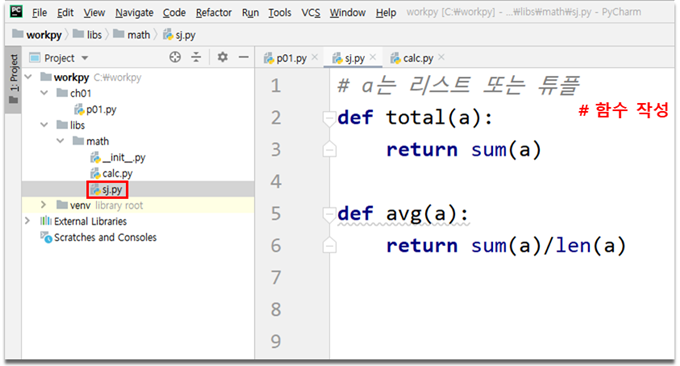 PC File Edit View Navigate Code Refactor Run Tools VCS Window Help workpy [C:₩workpy] - ...₩libs₩math₩sj.py - PyCharm
workpy libs math sj.py
1: Project
Project
p01.py sj.py calc.py
workpy C:₩workpy
ch01
p01.py
libs
math
__init__.py
calc.py
sj.py
venv library root
External Libraries
Scratches and Consoles
1 # a는 리스트 또는 튜플
2 def total(a):
# 함수 작성
3 return sum(a)
4
5 def avg(a):
6 return sum(a)/len(a)
7
8
9